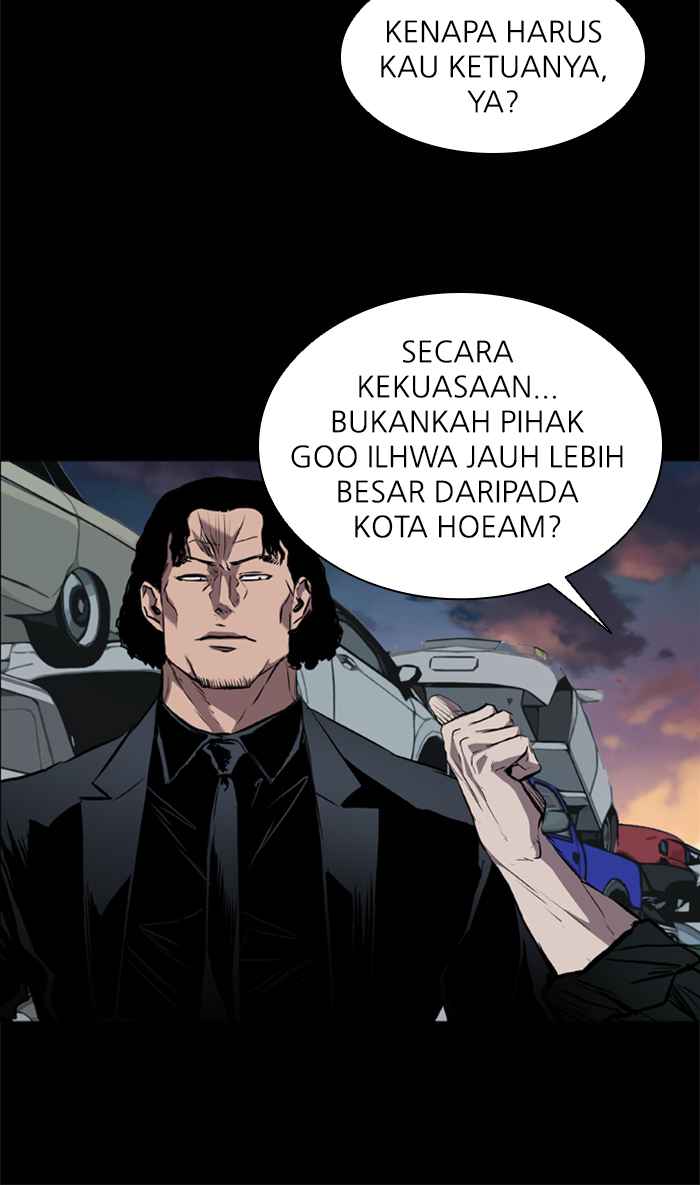 KENAPA HARUS
KAU KETUANYA,
YA?
SECARA
KEKUASAAN...
BUKANKAH PIHAK
GOO ILHWA JAUH LEBIH
BESAR DARIPADA
KOTA HOEAM?